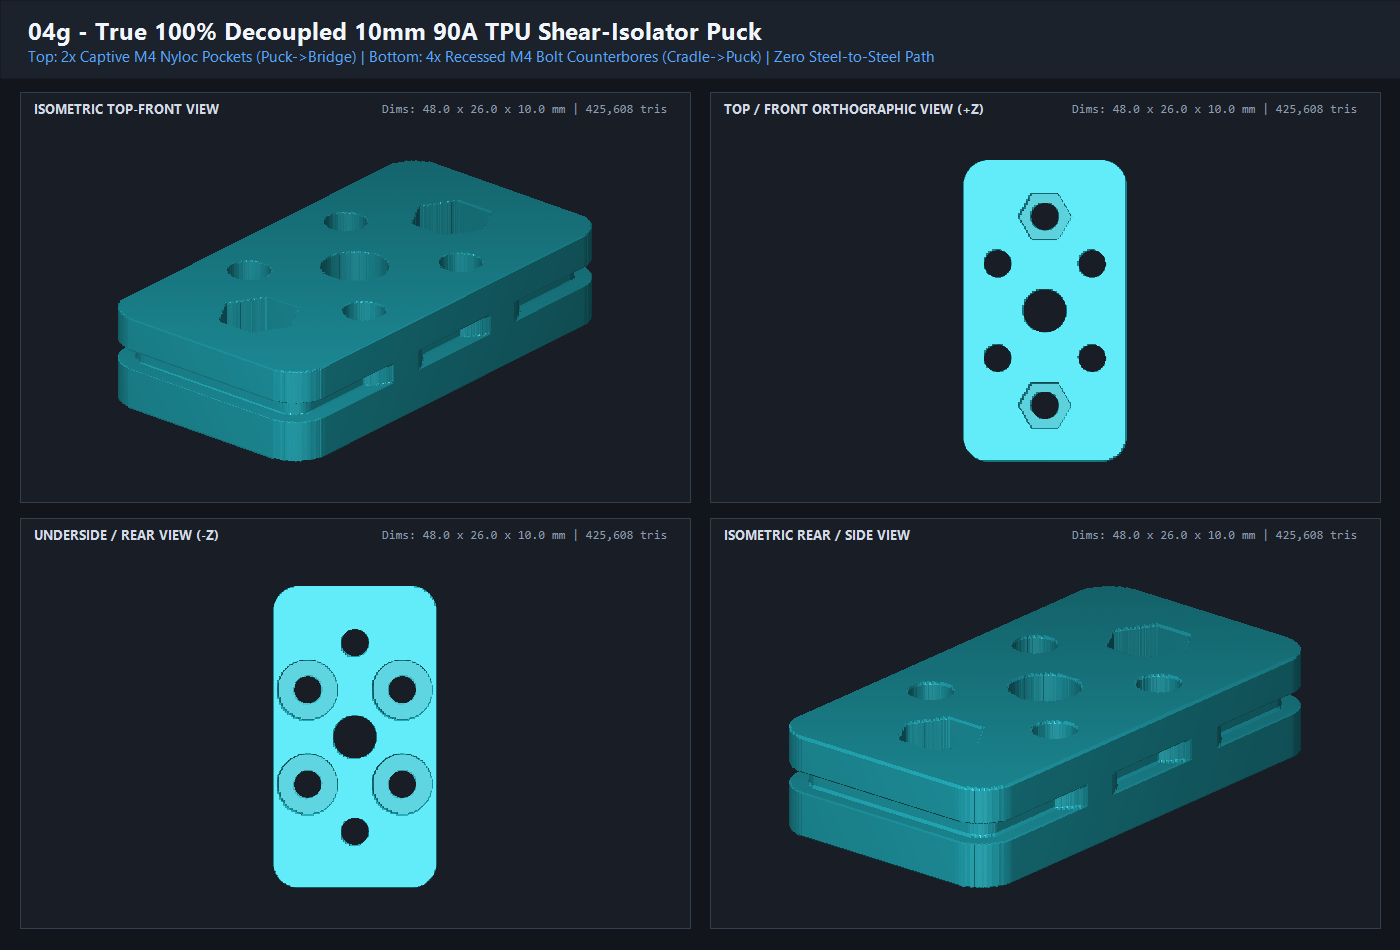 04g - True 100% Decoupled 10mm 90A TPU Shear-Isolator Puck
Top: 2x Captive M4 Nyloc Pockets (Puck->Bridge) | Bottom: 4x Recessed M4 Bolt Counterbores (Cradle->Puck) | Zero Steel-to-Steel Path
ISOMETRIC TOP-FRONT VIEW
Dims: 48.0 x 26.0 x 10.0 mm | 425,608 tris
TOP / FRONT ORTHOGRAPHIC VIEW (+Z)
Dims: 48.0 x 26.0 x 10.0 mm | 425,608 tris
UNDERSIDE / REAR VIEW (-Z)
Dims: 48.0 x 26.0 x 10.0 mm | 425,608 tris
ISOMETRIC REAR / SIDE VIEW
Dims: 48.0 x 26.0 x 10.0 mm | 425,608 tris